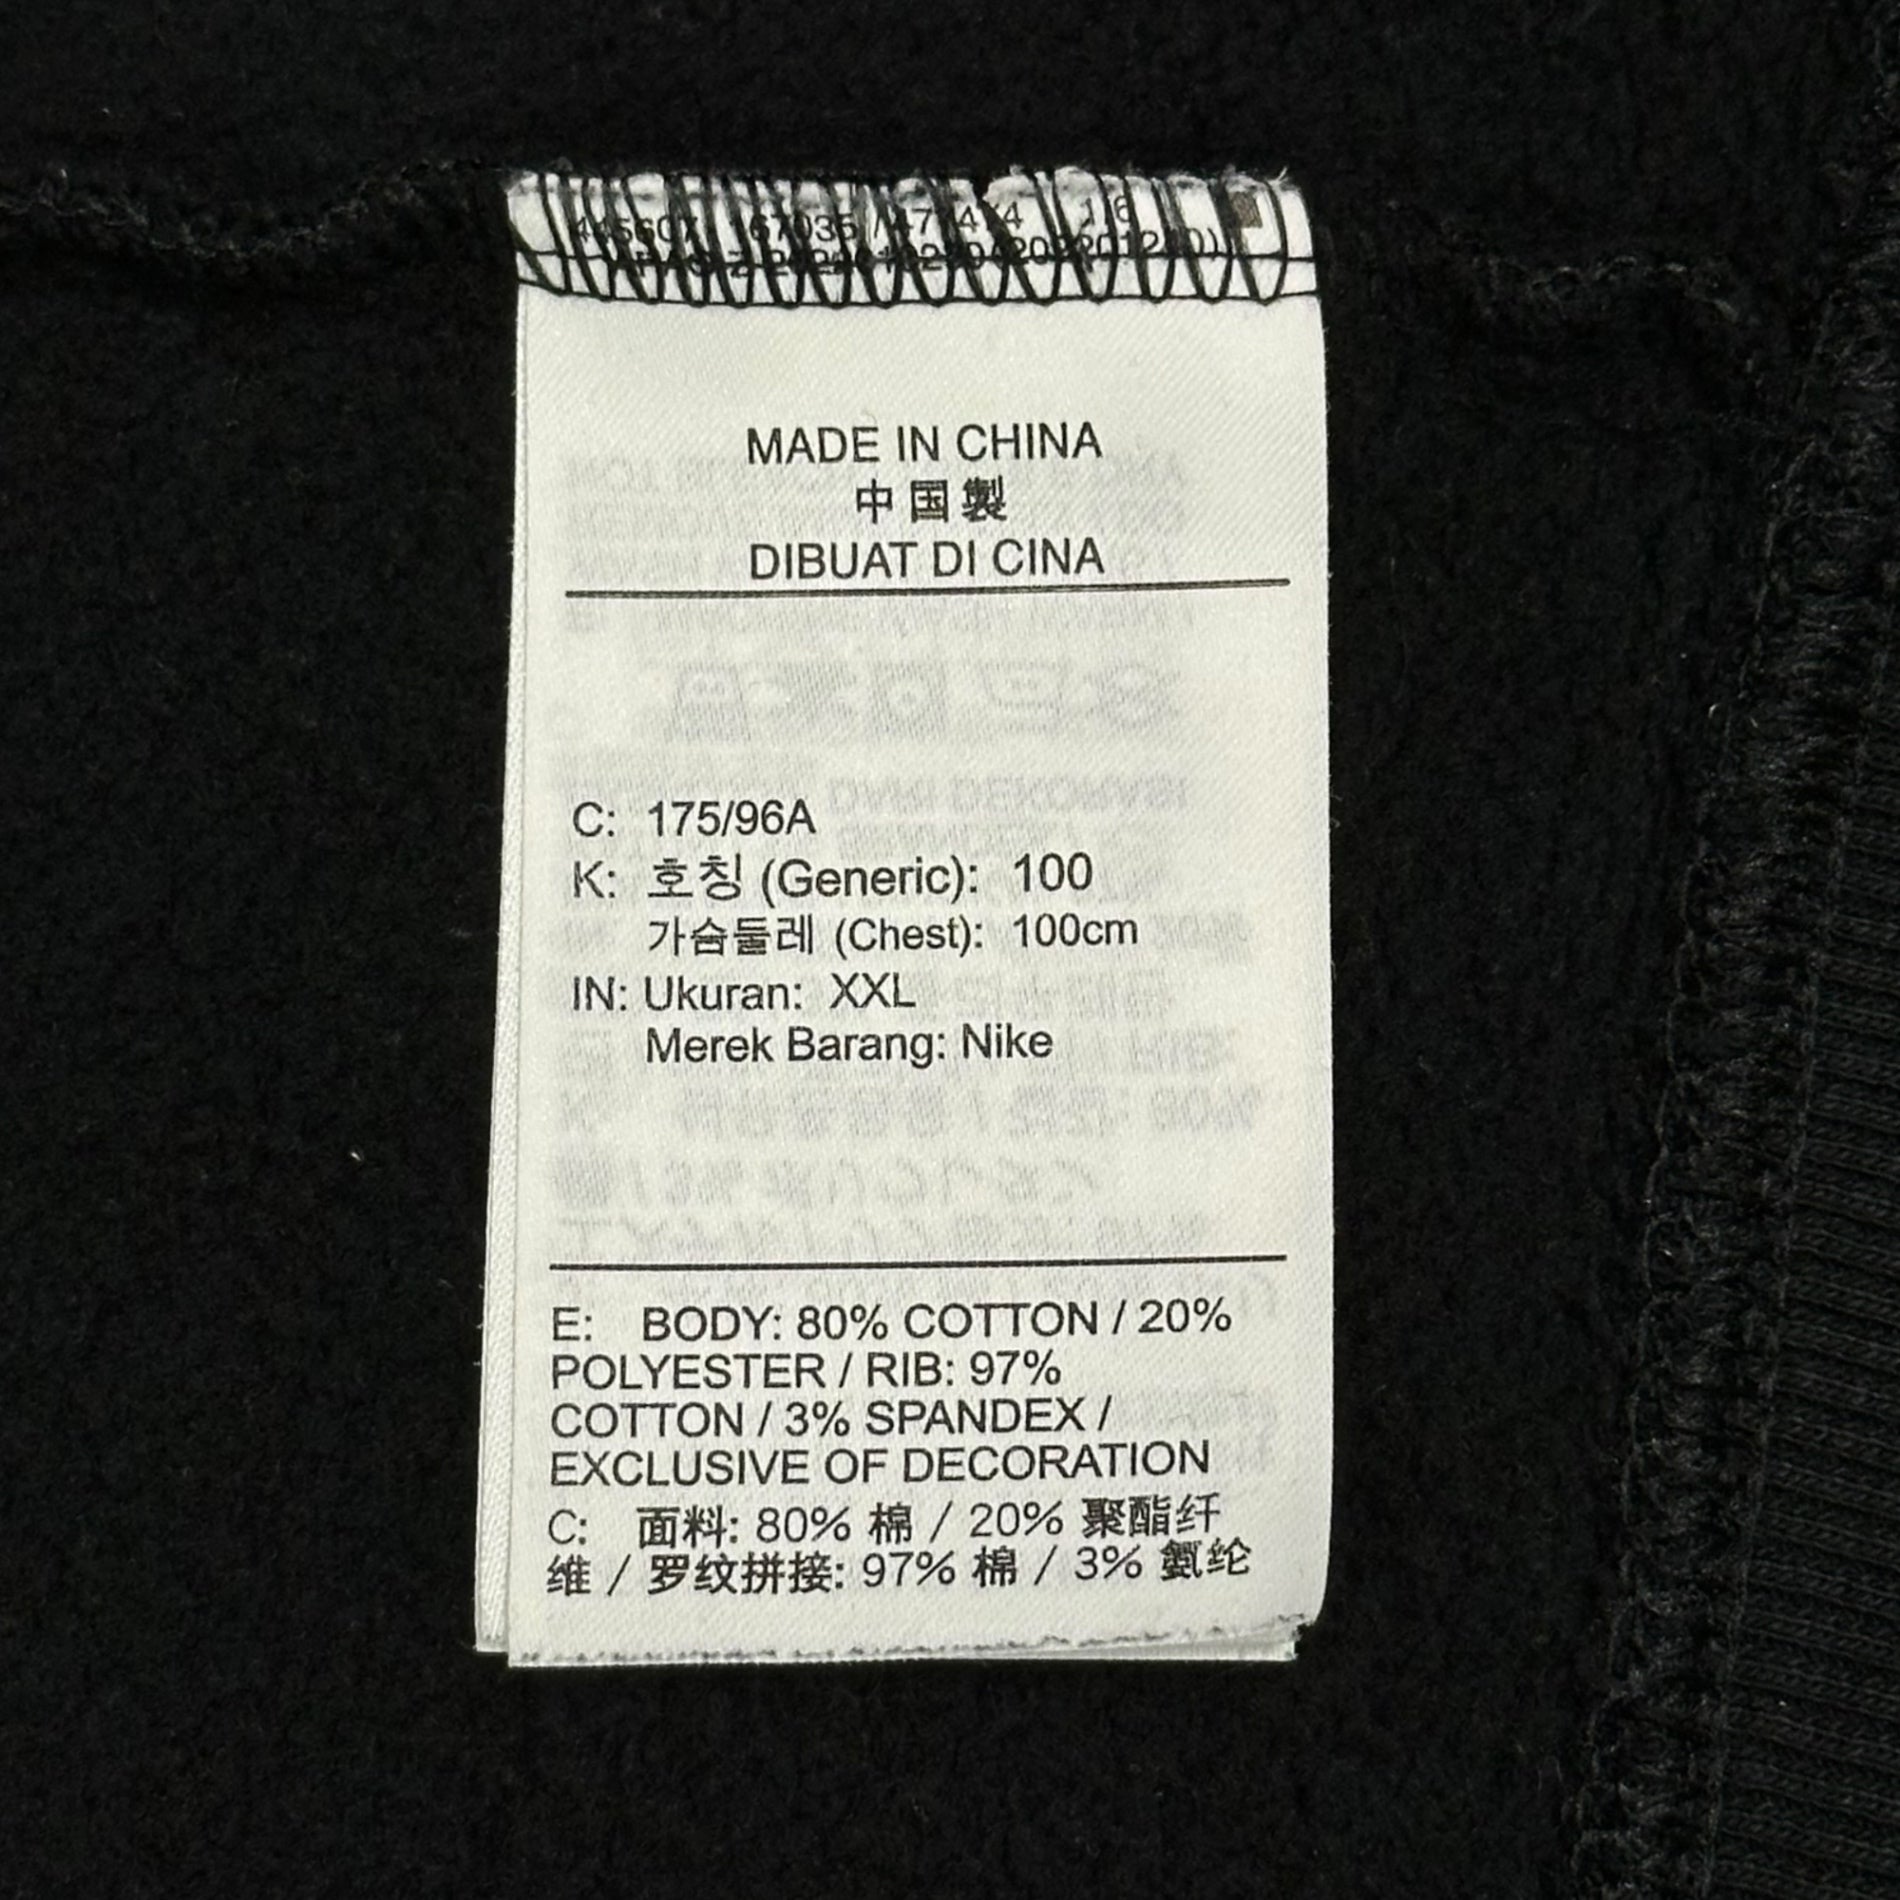 MADE IN CHINA
中国製
DIBUAT DI CINA
C: 175/96A
K: 호칭 (Generic): 100
가슴둘레 (Chest): 100cm
IN: Ukuran: XXL
Merek Barang: Nike
E: BODY: 80% COTTON / 20%
POLYESTER / RIB: 97%
COTTON / 3% SPANDEX /
EXCLUSIVE OF DECORATION
C: 面料: 80% 棉 / 20% 聚酯纤
维 / 罗纹拼接: 97% 棉 / 3% 氨纶